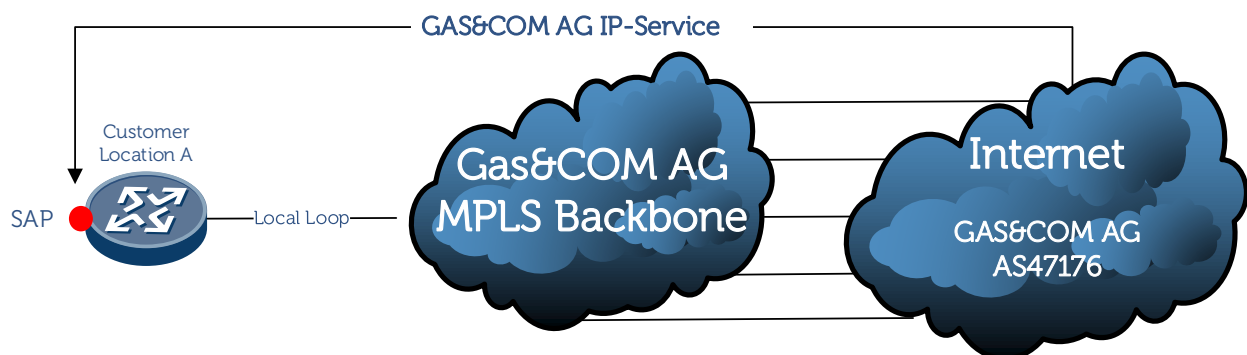 GAS&COM AG IP-Service
Customer
Location A
SAP
Local Loop
Gas&COM AG
MPLS Backbone
Internet
GAS&COM AG
AS47176